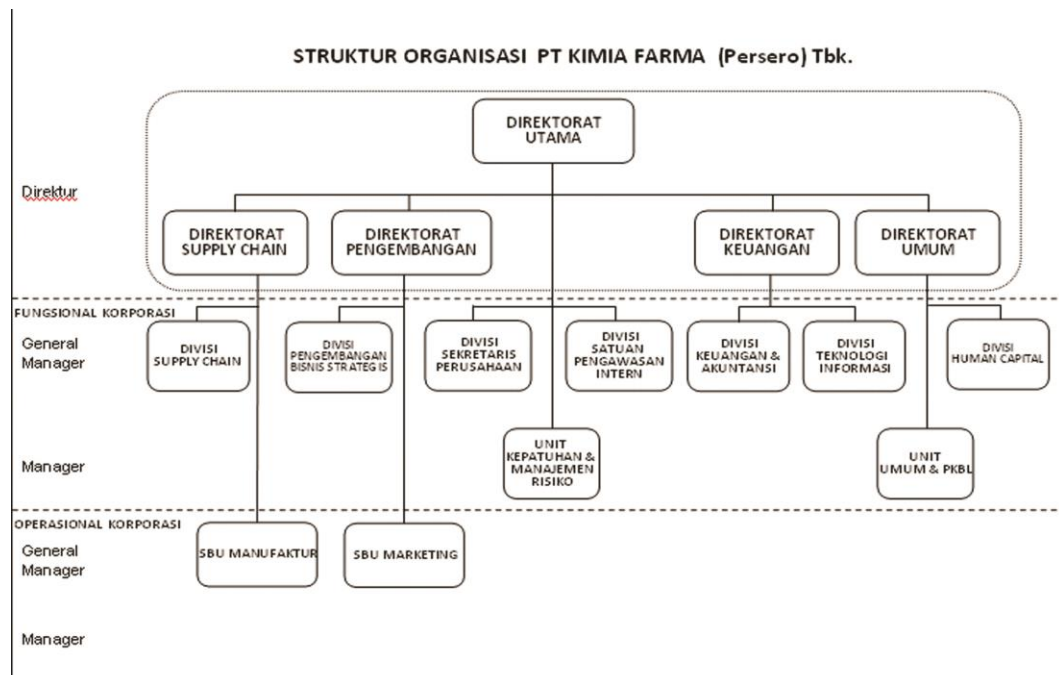 STRUKTUR ORGANISASI PT KIMIA FARMA (Persero) Tbk.
DIREKTORAT
UTAMA
Direktur
DIREKTORAT
SUPPLY CHAIN
DIREKTORAT
PENGEMBANGAN
DIREKTORAT
KEUANGAN
DIREKTORAT
UMUM
FUNGSIONAL KORPORASI
General
Manager
DIVISI
SUPPLY CHAIN
DIVISI
PENGEMBANGAN
BISNIS STRATEGIS
DIVISI
SEKRETARIS
PERUSAHAAN
DIVISI
SATUAN
PENGAWASAN
INTERN
DIVISI
KEUANGAN &
AKUNTANSI
DIVISI
TEKNOLOGI
INFORMASI
DIVISI
HUMAN CAPITAL
Manager
UNIT
KEPATUHAN &
MANAJEMEN
RISIKO
UNIT
UMUM & PKBL
OPERASIONAL KORPORASI
General
Manager
SBU MANUFAKTUR
SBU MARKETING
Manager